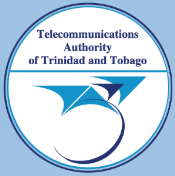 Telecommunications
Authority
of Trinidad and Tobago